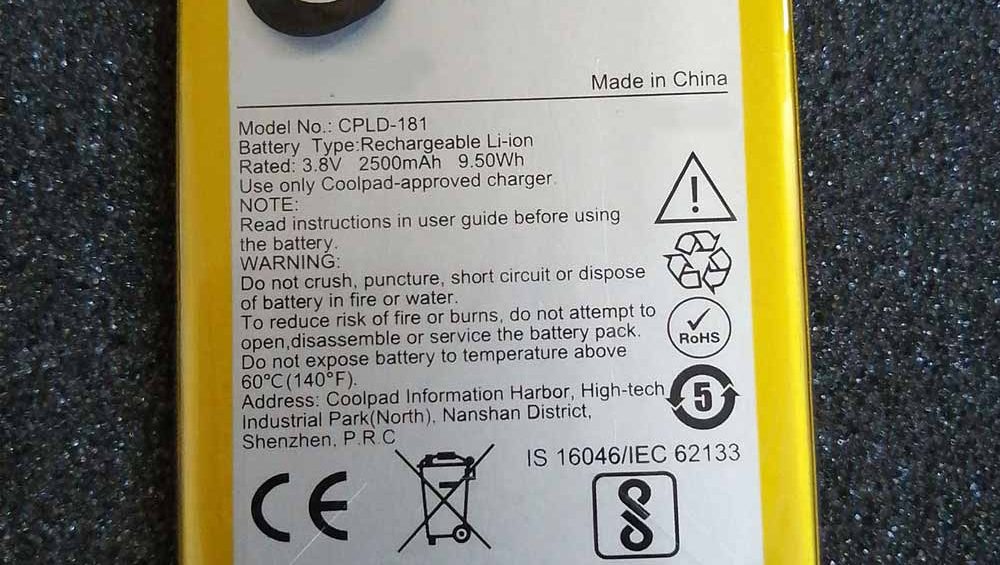 Made in China
Model No.: CPLD-181
Battery Type:Rechargeable Li-ion
Rated: 3.8V 2500mAh 9.50Wh
Use only Coolpad-approved charger.
NOTE:
Read instructions in user guide before using
the battery.
WARNING:
Do not crush, puncture, short circuit or dispose
of battery in fire or water.
To reduce risk of fire or burns, do not attempt to
open,disassemble or service the battery pack.
Do not expose battery to temperature above
60°C(140°F).
Address: Coolpad Information Harbor, High-tech
Industrial Park(North), Nanshan District,
Shenzhen, P.R.C
RoHS
5
IS 16046/IEC 62133
CE